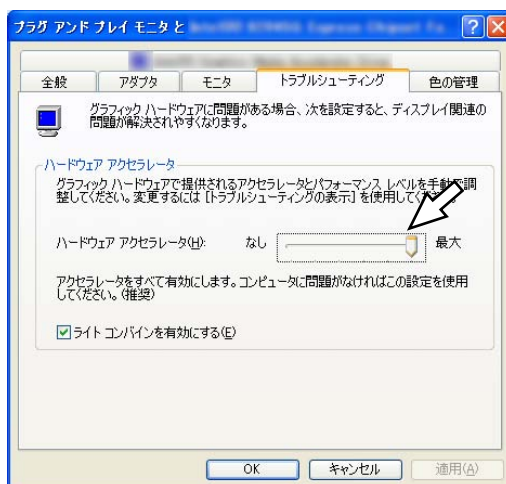 プラグ アンド プレイ モニタ と
全般 アダプタ モニタ トラブルシューティング 色の管理
グラフィック ハードウェアに問題がある場合、次を設定すると、ディスプレイ関連の
問題が解決されやすくなります。
ハードウェア アクセラレータ
グラフィック ハードウェアで提供されるアクセラレータとパフォーマンス レベルを手動で調
整してください。変更するには [トラブルシューティングの表示] を使用して
ハードウェア アクセラレータ(H): なし 最大
アクセラレータをすべて有効にします。コンピュータに問題がなければこの設定を使用
してください。(推奨)
ライト コンバインを有効にする(E)
OK キャンセル 適用(A)